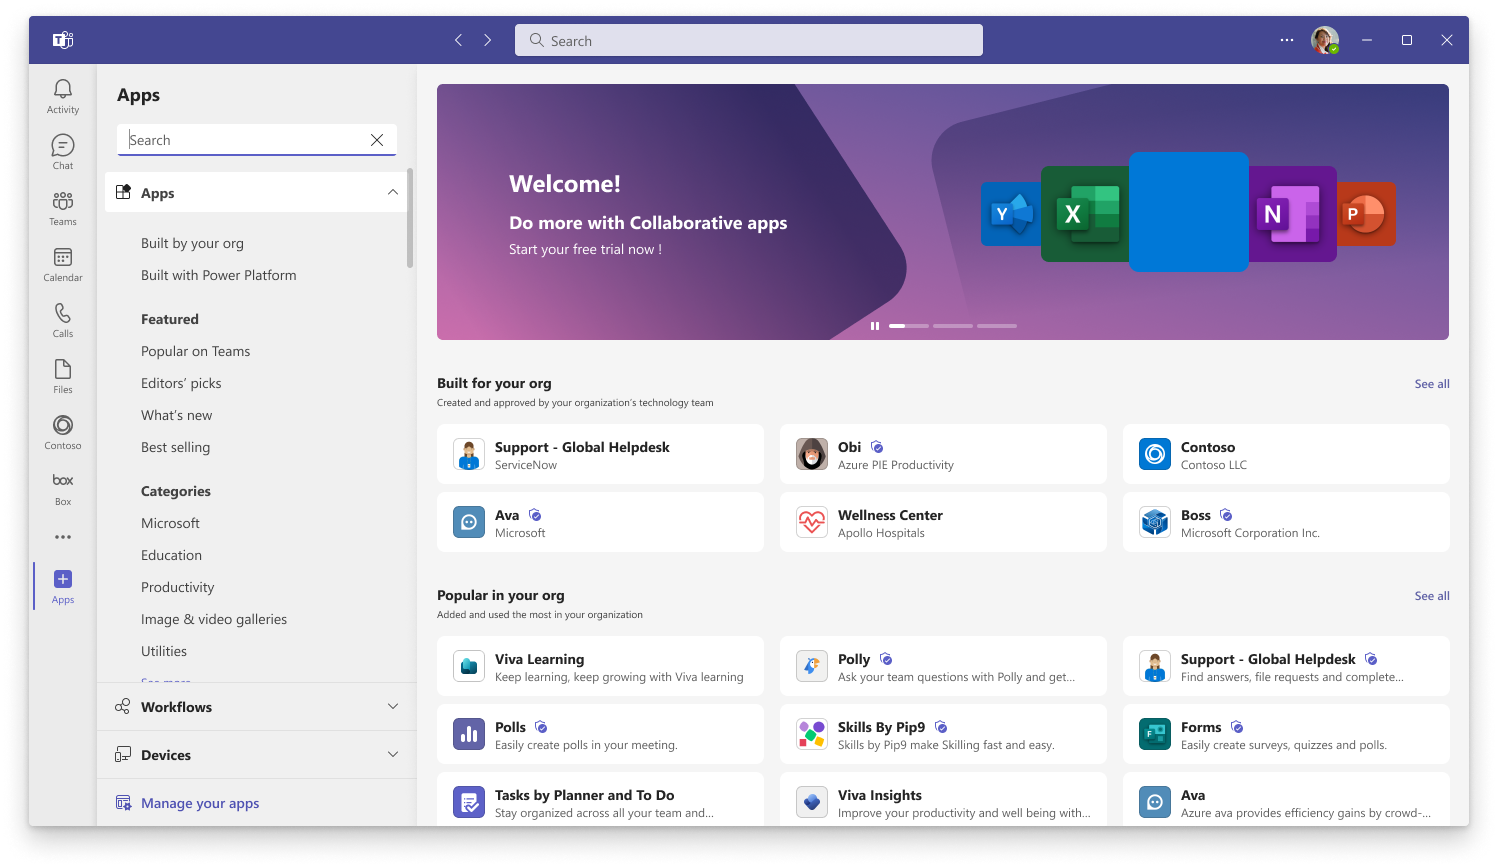 Search
Activity
Chat
Teams
Calendar
Calls
Files
Contoso
box
Box
Apps
Apps
Search
Apps
Built by your org
Built with Power Platform
Featured
Popular on Teams
Editors’ picks
What’s new
Best selling
Categories
Microsoft
Education
Productivity
Image & video galleries
Utilities
See more
Workflows
Devices
Manage your apps
Welcome!
Do more with Collaborative apps
Start your free trial now !
Y
X
N
P
Built for your org
See all
Created and approved by your organization’s technology team
Support - Global Helpdesk
ServiceNow
Obi
Azure PIE Productivity
Contoso
Contoso LLC
Ava
Microsoft
Wellness Center
Apollo Hospitals
Boss
Microsoft Corporation Inc.
Popular in your org
See all
Added and used the most in your organization
Viva Learning
Keep learning, keep growing with Viva learning
Polly
Ask your team questions with Polly and get...
Support - Global Helpdesk
Find answers, file requests and complete...
Polls
Easily create polls in your meeting.
Skills By Pip9
Skills by Pip9 make Skilling fast and easy.
F
Forms
Easily create surveys, quizzes and polls.
Tasks by Planner and To Do
Stay organized across all your team and...
Viva Insights
Improve your productivity and well being with...
Ava
Azure ava provides efficiency gains by crowd-...